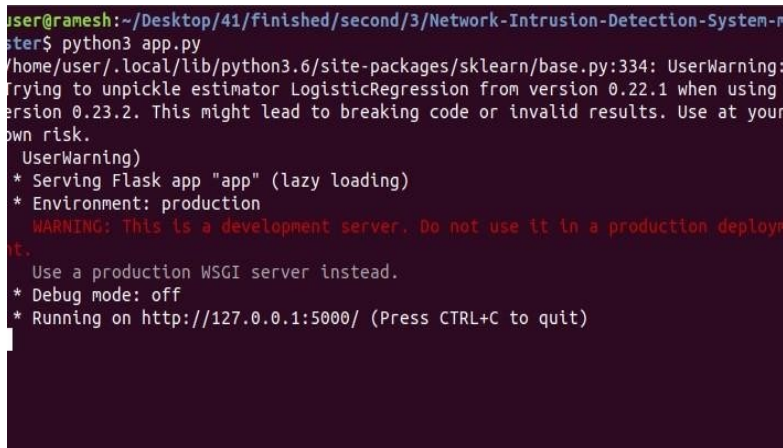 user@ramesh:~/Desktop/41/finished/second/3/Network-Intrusion-Detection-System-m
ster$ python3 app.py
/home/user/.local/lib/python3.6/site-packages/sklearn/base.py:334: UserWarning:
Trying to unpickle estimator LogisticRegression from version 0.22.1 when using
ersion 0.23.2. This might lead to breaking code or invalid results. Use at your
own risk.
UserWarning)
* Serving Flask app "app" (lazy loading)
* Environment: production
WARNING: This is a development server. Do not use it in a production deploym
nt.
Use a production WSGI server instead.
* Debug mode: off
* Running on http://127.0.0.1:5000/ (Press CTRL+C to quit)